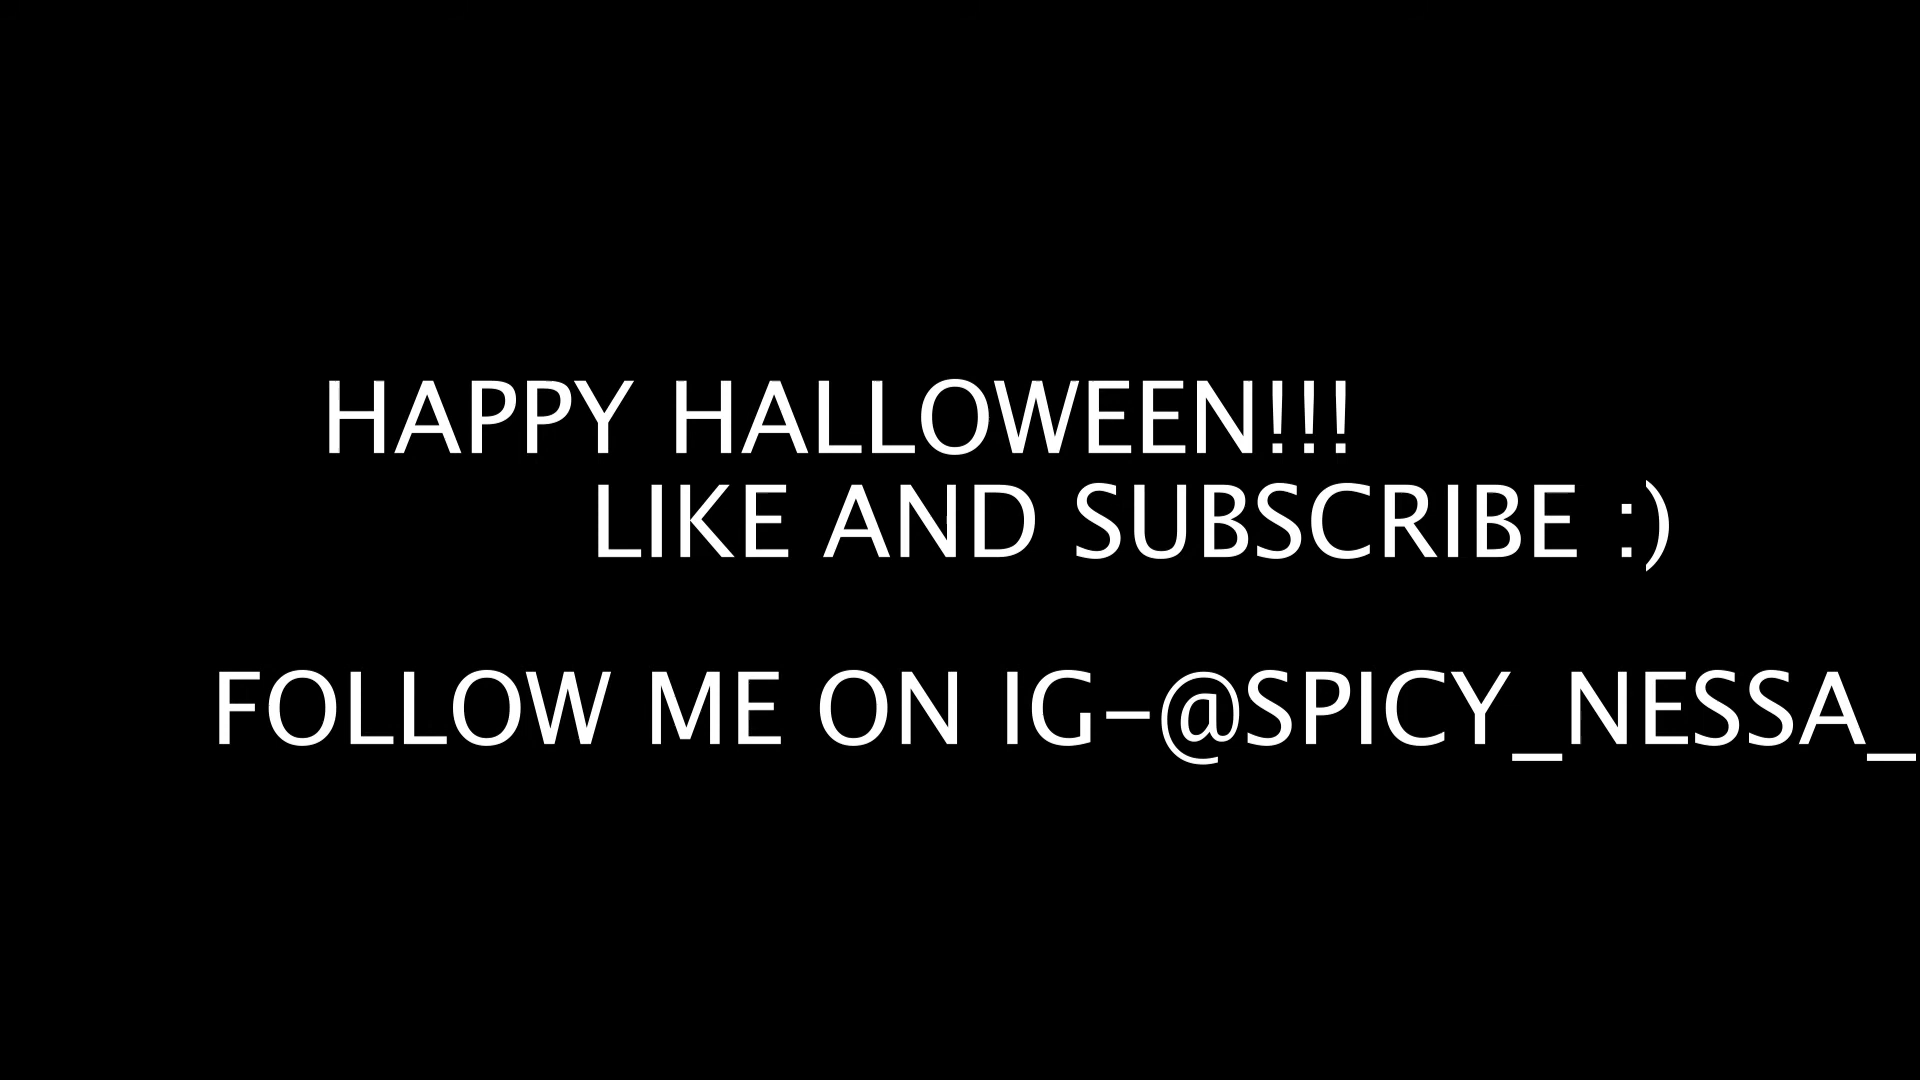 HAPPY HALLOWEEN!!!
LIKE AND SUBSCRIBE :)
FOLLOW ME ON IG-@SPICY_NESSA_